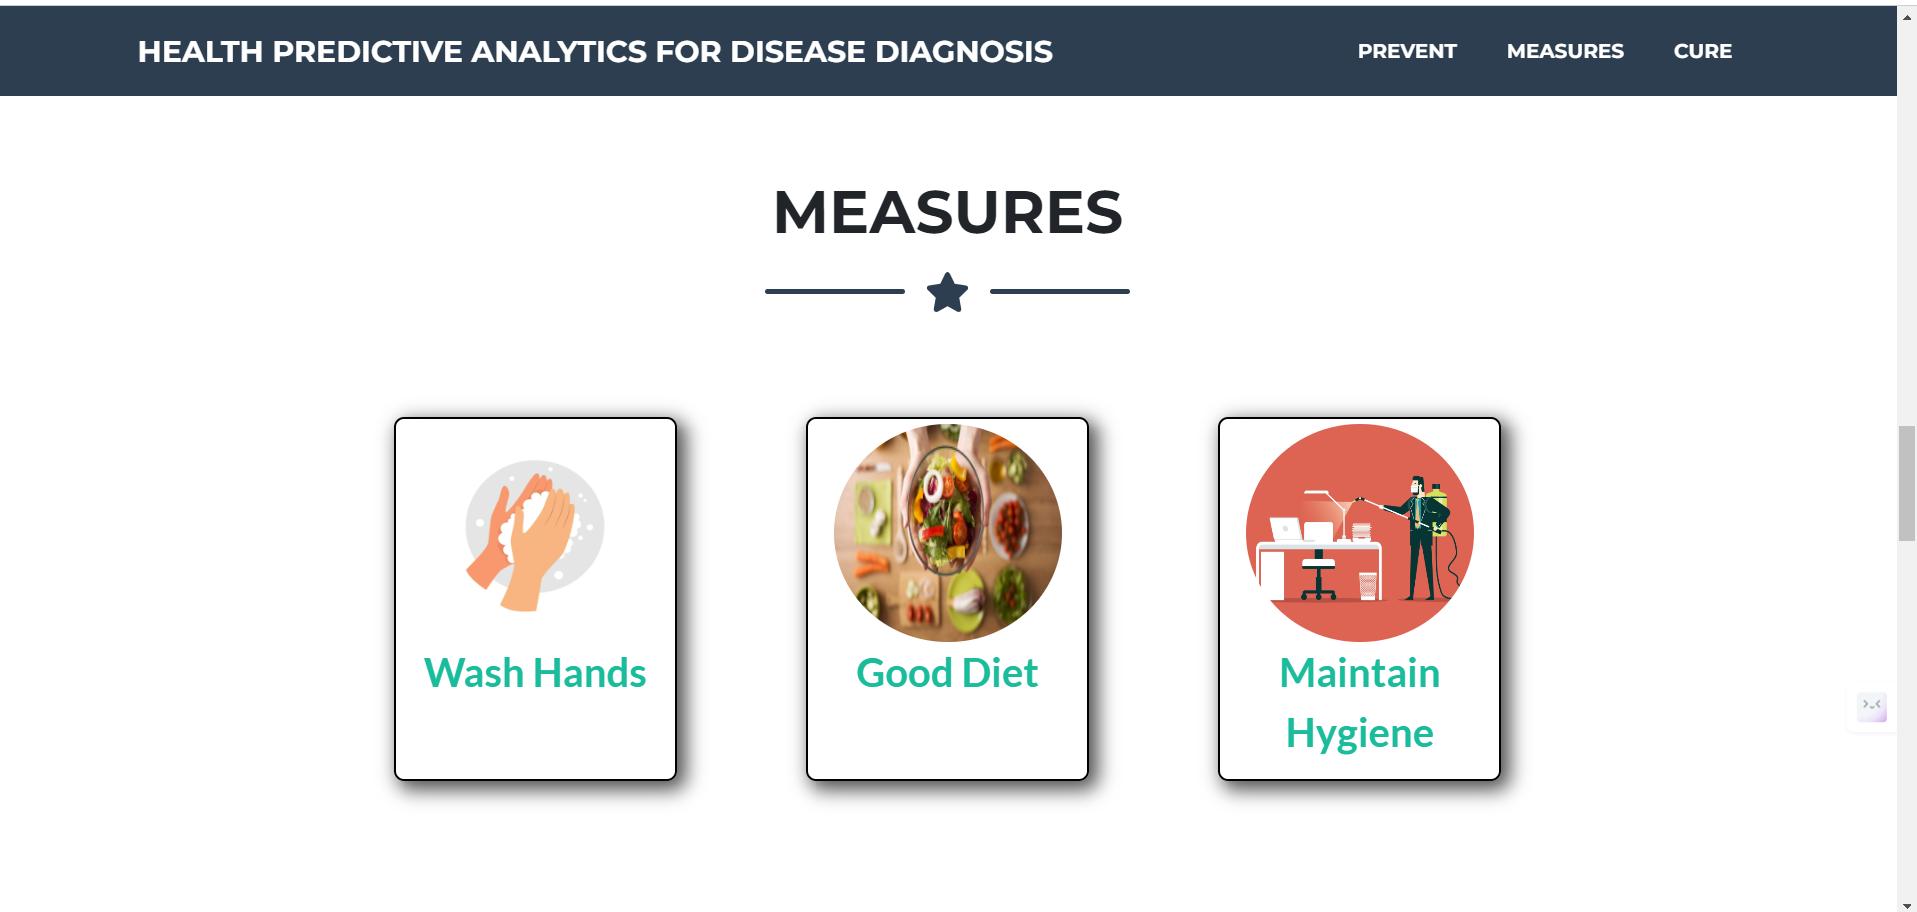 HEALTH PREDICTIVE ANALYTICS FOR DISEASE DIAGNOSIS
PREVENT
MEASURES
CURE
MEASURES
Wash Hands
Good Diet
Maintain
Hygiene